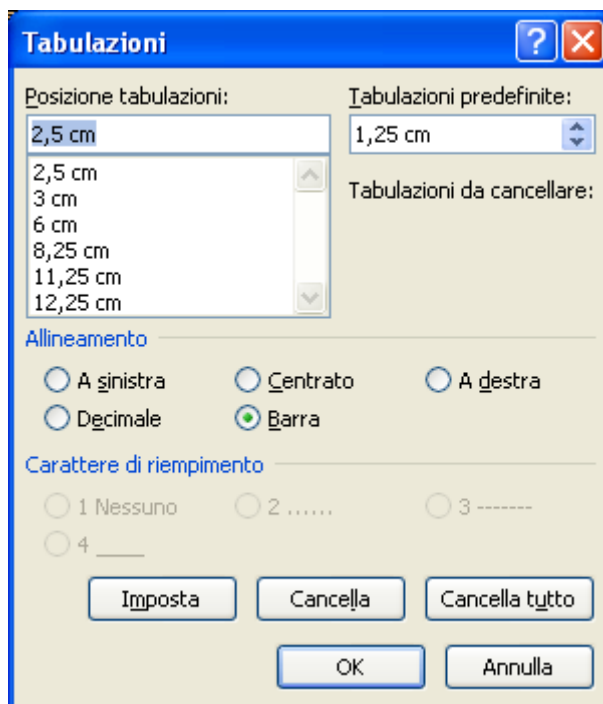 Tabulazioni
Posizione tabulazioni: Tabulazioni predefinite:
2,5 cm 1,25 cm
2,5 cm
3 cm
6 cm
8,25 cm
11,25 cm
12,25 cm
Tabulazioni da cancellare:
Allineamento
A sinistra Centrato A destra
Decimale Barra
Carattere di riempimento
1 Nessuno 2 ...... 3 -------
4 ____
Imposta Cancella Cancella tutto
OK Annulla